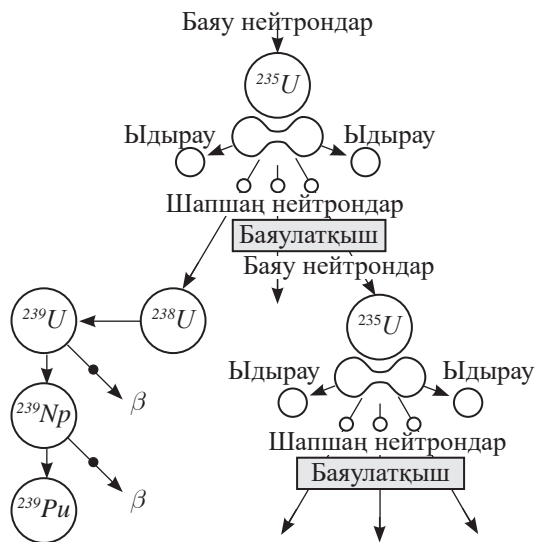 Баяу нейтрондар
²³⁵U
Ыдырау Ыдырау
Шапшаң нейтрондар
Баяулатқыш
Баяу нейтрондар
²³⁹U ²³⁸U ²³⁵U
β
Ыдырау Ыдырау
²³⁹Np
Шапшаң нейтрондар
Баяулатқыш
β
²³⁹Pu